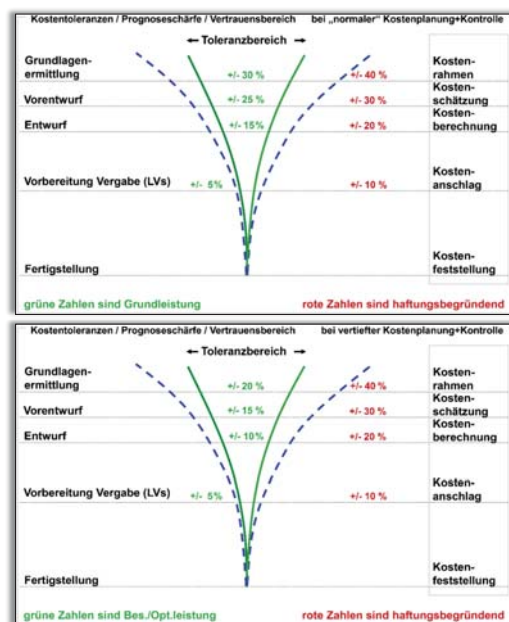 Kostentoleranzen / Prognoseschärfe / Vertrauensbereich bei „normaler“ Kostenplanung+Kontrolle
← Toleranzbereich →
Grundlagen-
ermittlung
+/- 30 %
+/- 40 %
Kosten-
rahmen
Vorentwurf
+/- 25 %
+/- 30 %
Kosten-
schätzung
Entwurf
+/- 15%
+/- 20 %
Kosten-
berechnung
Vorbereitung Vergabe (LVs)
+/- 5%
+/- 10 %
Kosten-
anschlag
Fertigstellung
Kosten-
feststellung
grüne Zahlen sind Grundleistung
rote Zahlen sind haftungsbegründend
Kostentoleranzen / Prognoseschärfe / Vertrauensbereich bei vertiefter Kostenplanung+Kontrolle
← Toleranzbereich →
Grundlagen-
ermittlung
+/- 20 %
+/- 40 %
Kosten-
rahmen
Vorentwurf
+/- 15 %
+/- 30 %
Kosten-
schätzung
Entwurf
+/- 10%
+/- 20 %
Kosten-
berechnung
Vorbereitung Vergabe (LVs)
+/- 5%
+/- 10 %
Kosten-
anschlag
Fertigstellung
Kosten-
feststellung
grüne Zahlen sind Bes./Opt.leistung
rote Zahlen sind haftungsbegründend